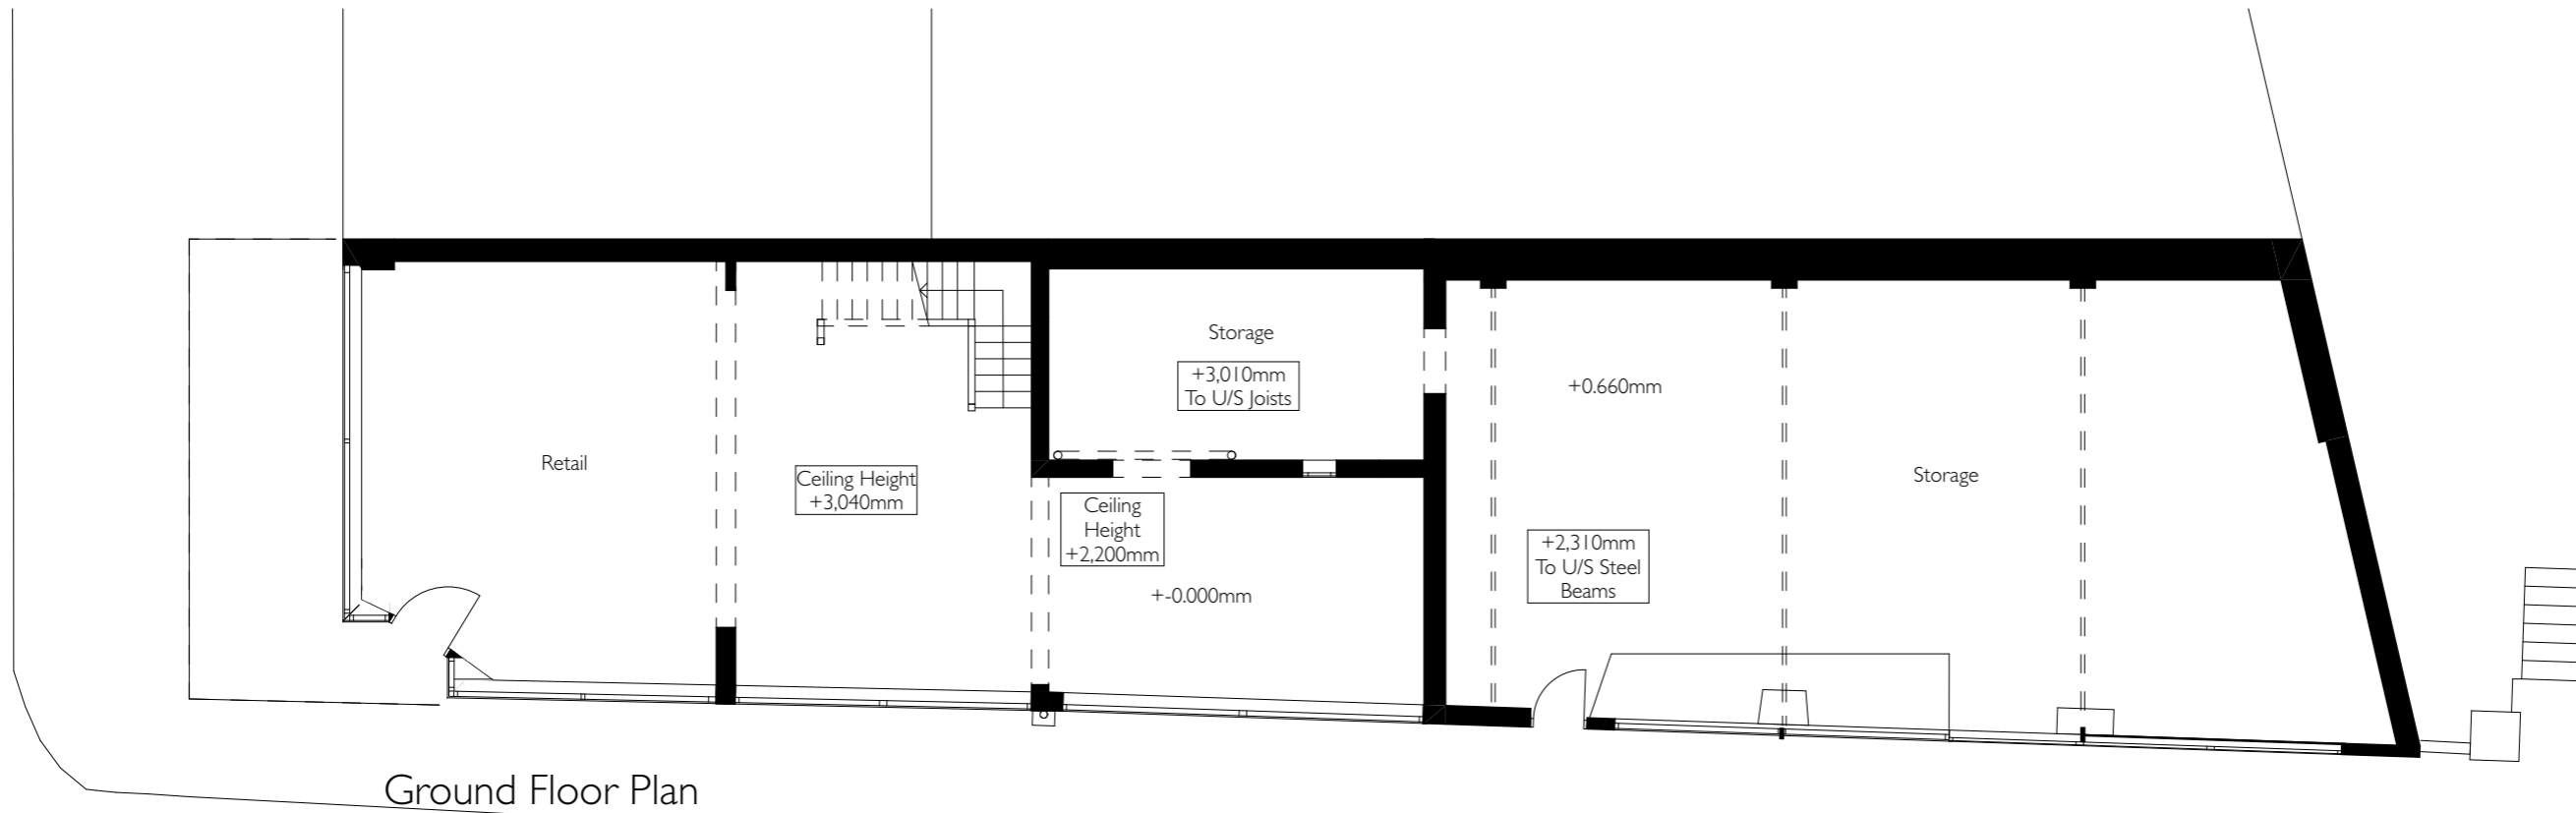 Storage
+3,010mm
To U/S Joists
+0.660mm
Retail
Ceiling Height
+3,040mm
Storage
Ceiling
Height
+2,200mm
+2,310mm
To U/S Steel
Beams
+-0.000mm
Ground Floor Plan